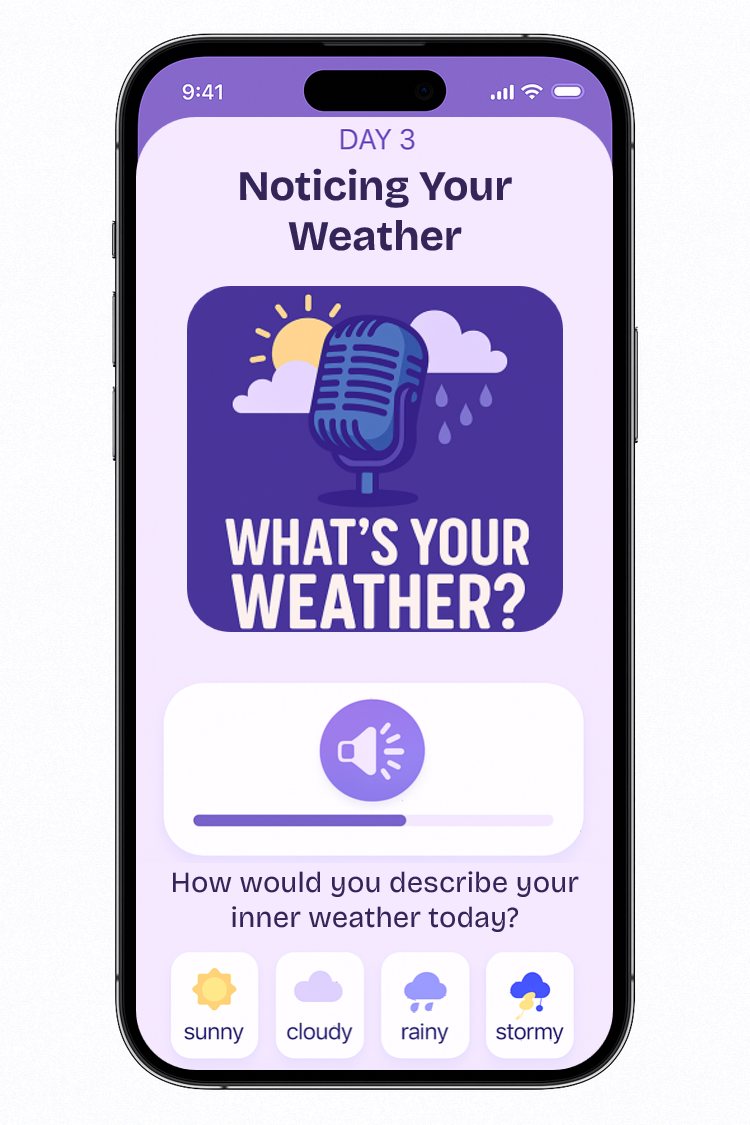 9:41
DAY 3
Noticing Your
Weather
WHAT'S YOUR
WEATHER?
How would you describe your
inner weather today?
sunny cloudy rainy stormy